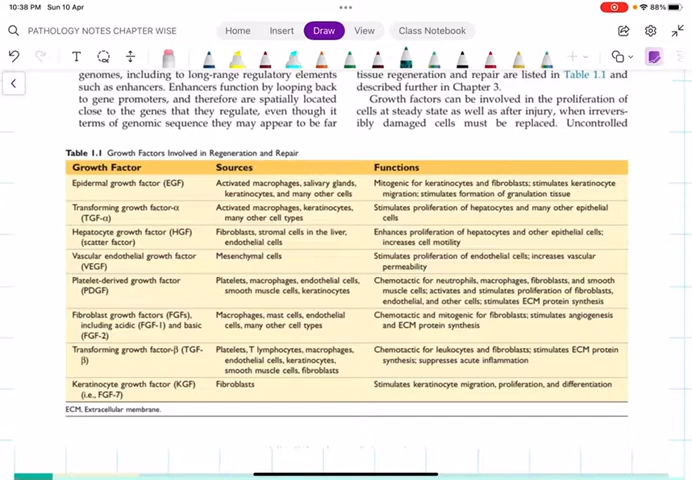 10:38 PM Sun 10 Apr
88%
PATHOLOGY NOTES CHAPTER WISE
Home Insert Draw View Class Notebook
genomes, including to long-range regulatory elements
such as enhancers. Enhancers function by looping back
to gene promoters, and therefore are spatially located
close to the genes that they regulate, even though it
terms of genomic sequence they may appear to be far
tissue regeneration and repair are listed in Table 1.1 and
described further in Chapter 3.
Growth factors can be involved in the proliferation of
cells at steady state as well as after injury, when irrevers-
ibly damaged cells must be replaced. Uncontrolled
Table 1.1 Growth Factors Involved in Regeneration and Repair
Growth Factor Sources Functions
Epidermal growth factor (EGF) Activated macrophages, salivary glands, Mitogenic for keratinocytes and fibroblasts; stimulates keratinocyte
keratinocytes, and many other cells migration; stimulates formation of granulation tissue
Transforming growth factor-α Activated macrophages, keratinocytes, Stimulates proliferation of hepatocytes and many other epithelial
(TGF-α) many other cell types cells
Hepatocyte growth factor (HGF) Fibroblasts, stromal cells in the liver, Enhances proliferation of hepatocytes and other epithelial cells;
(scatter factor) endothelial cells increases cell motility
Vascular endothelial growth factor Mesenchymal cells Stimulates proliferation of endothelial cells; increases vascular
(VEGF) permeability
Platelet-derived growth factor Platelets, macrophages, endothelial cells, Chemotactic for neutrophils, macrophages, fibroblasts, and smooth
(PDGF) smooth muscle cells, keratinocytes muscle cells; activates and stimulates proliferation of fibroblasts,
endothelial, and other cells; stimulates ECM protein synthesis
Fibroblast growth factors (FGFs), Macrophages, mast cells, endothelial Chemotactic and mitogenic for fibroblasts; stimulates angiogenesis
including acidic (FGF-1) and basic cells, many other cell types and ECM protein synthesis
(FGF-2)
Transforming growth factor-β (TGF- Platelets, T lymphocytes, macrophages, Chemotactic for leukocytes and fibroblasts; stimulates ECM protein
β) endothelial cells, keratinocytes, synthesis; suppresses acute inflammation
smooth muscle cells, fibroblasts
Keratinocyte growth factor (KGF) Fibroblasts Stimulates keratinocyte migration, proliferation, and differentiation
(i.e., FGF-7)
ECM, Extracellular membrane.